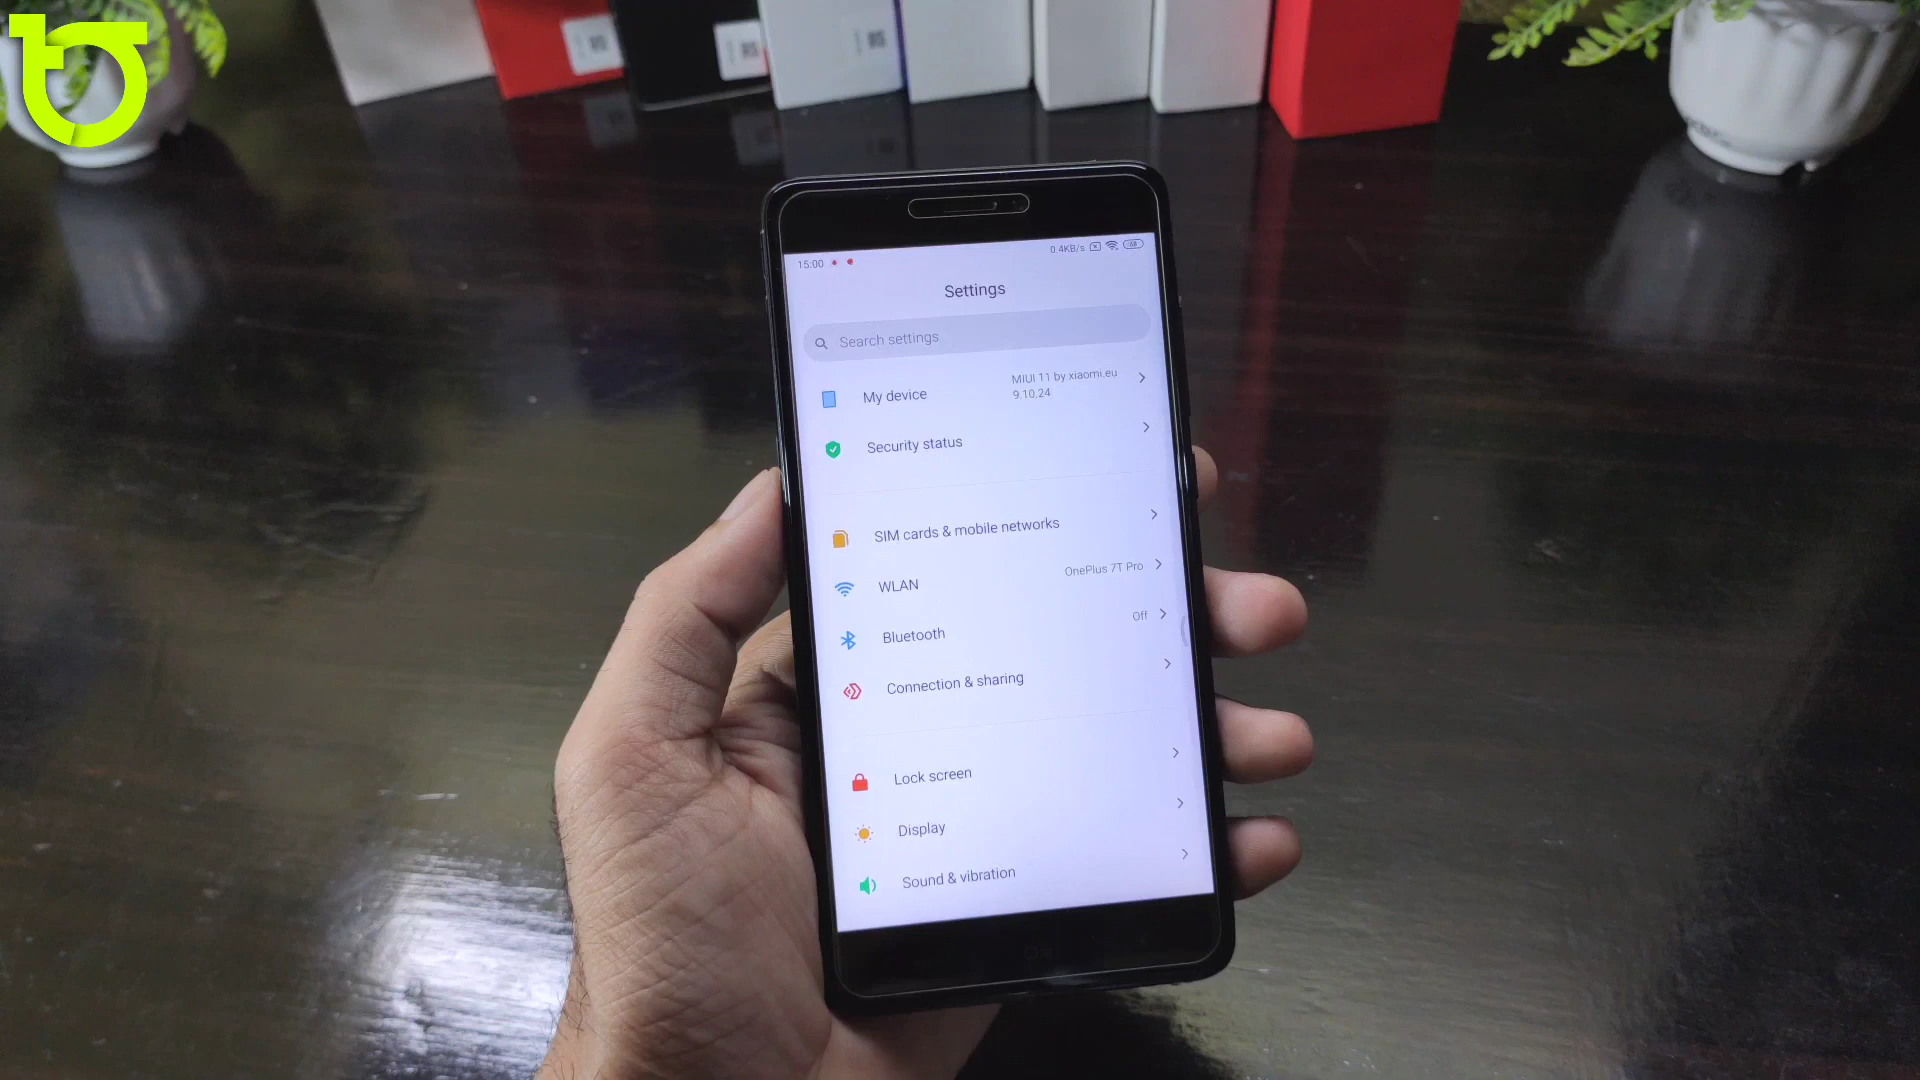 15:00
0.4KB/s
68
Settings
Search settings
My device
MIUI 11 by xiaomi.eu
9.10.24
Security status
SIM cards & mobile networks
WLAN
OnePlus 7T Pro
Bluetooth
Off
Connection & sharing
Lock screen
Display
Sound & vibration